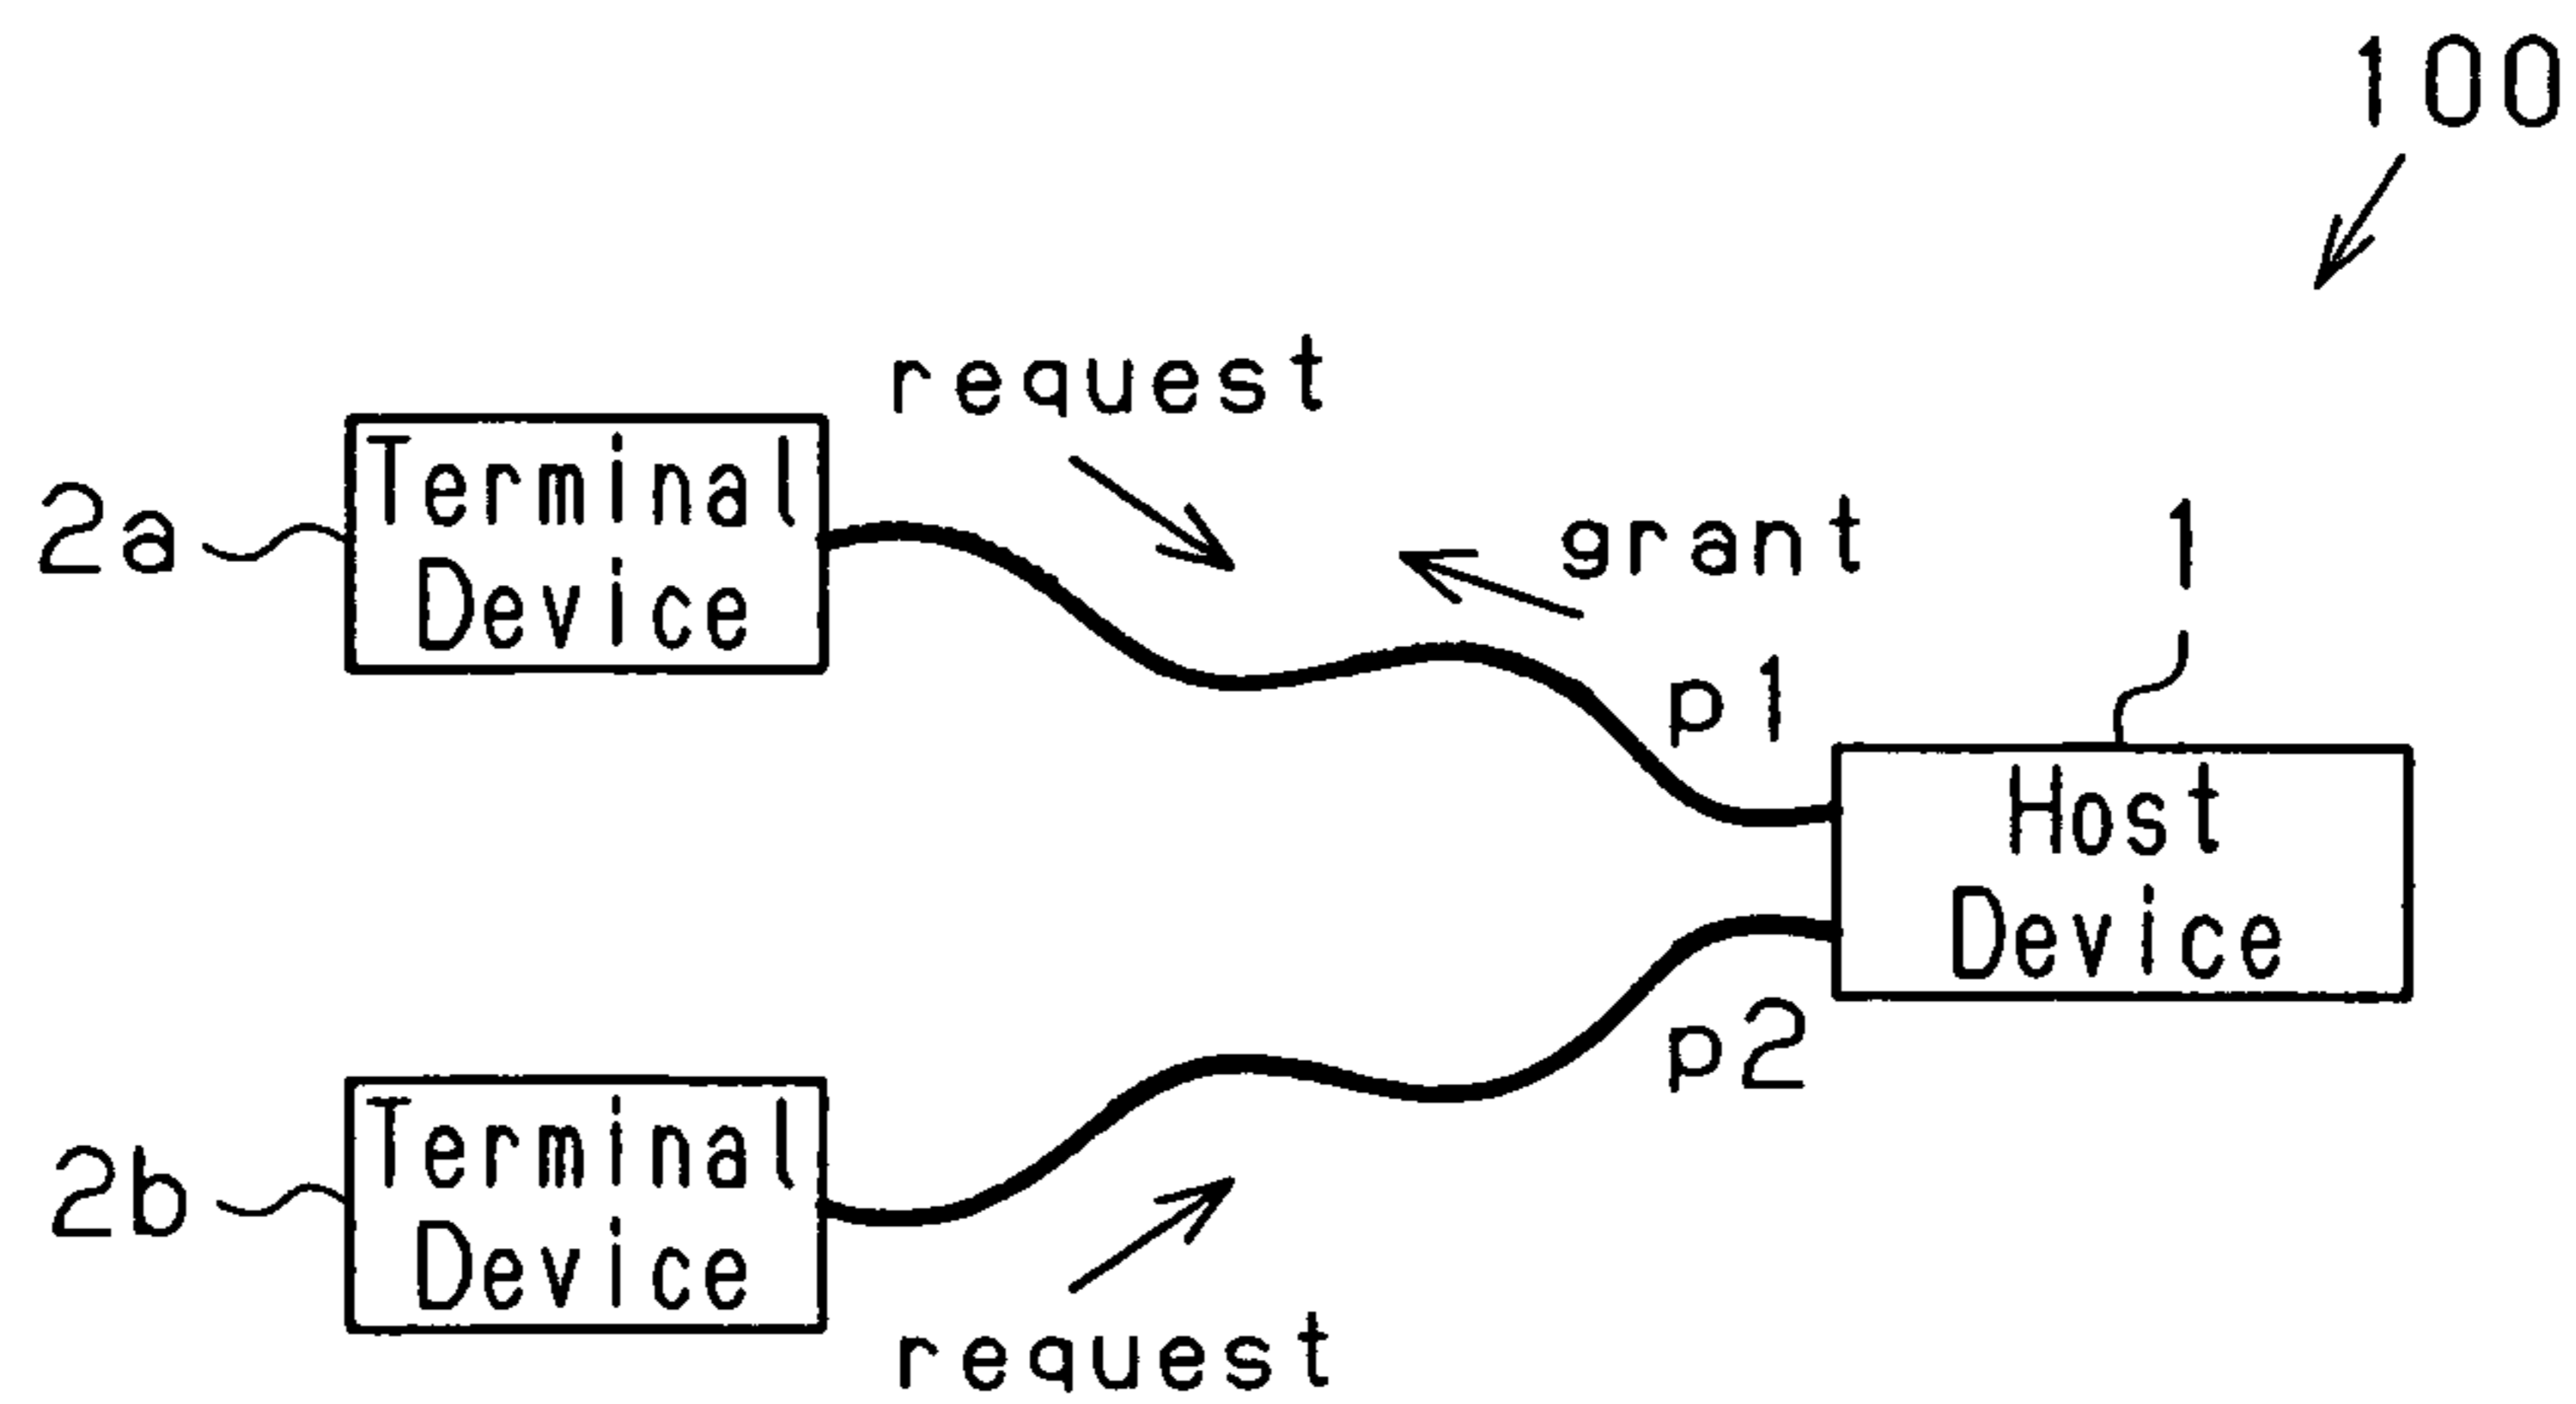 100
request
Terminal
Device
2a
grant
1
p1
Host
Device
p2
Terminal
Device
2b
request